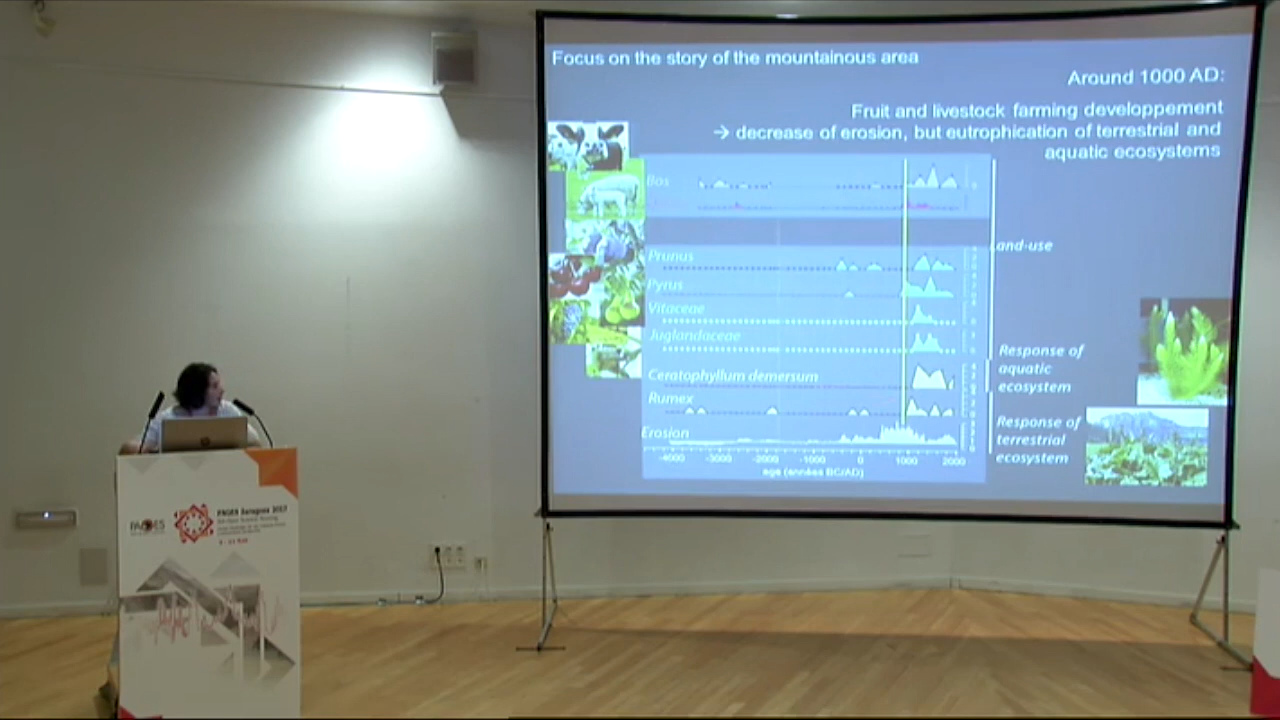 Focus on the story of the mountainous area
Around 1000 AD:
Fruit and livestock farming developpement
→ decrease of erosion, but eutrophication of terrestrial and
aquatic ecosystems
Bos
Land-use
Prunus
Pyrus
Vitaceae
Juglandaceae
Response of
aquatic
ecosystem
Ceratophyllum demersum
Rumex
Response of
terrestrial
ecosystem
Erosion
-4000 -3000 -2000 -1000 0 1000 2000
age (années BC/AD)
PAGES
PAGES Zaragoza 2017